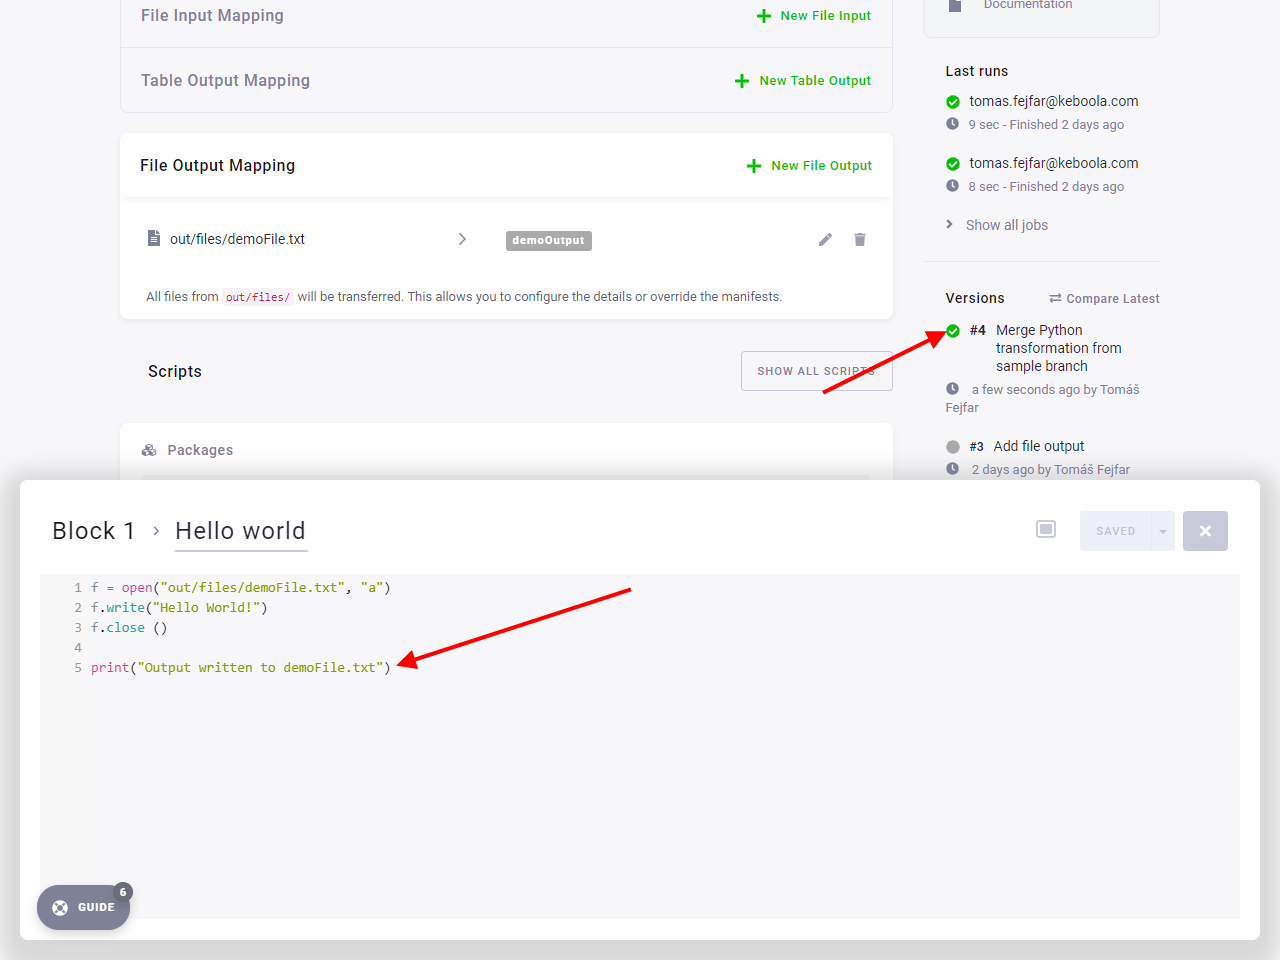 File Input Mapping
New File Input
Table Output Mapping
New Table Output
File Output Mapping
New File Output
out/files/demoFile.txt
demoOutput
All files from out/files/ will be transferred. This allows you to configure the details or override the manifests.
Scripts
SHOW ALL SCRIPTS
Packages
Documentation
Last runs
tomas.fejfar@keboola.com
9 sec - Finished 2 days ago
tomas.fejfar@keboola.com
8 sec - Finished 2 days ago
Show all jobs
Versions
Compare Latest
#4 Merge Python
transformation from
sample branch
a few seconds ago by Tomáš
Fejfar
#3 Add file output
2 days ago by Tomáš Fejfar
Block 1 › Hello world
SAVED
1 f = open("out/files/demoFile.txt", "a")
2 f.write("Hello World!")
3 f.close ()
4
5 print("Output written to demoFile.txt")
GUIDE
6